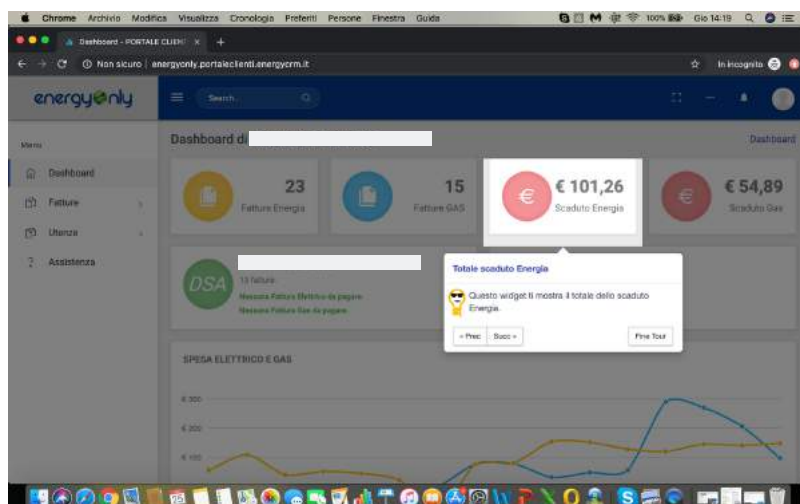 Chrome Archivio Modifica Visualizza Cronologia Preferiti Persone Finestra Guida 100% Gio 14:19
Dashboard - PORTALE CLIENT
Non sicuro | energyonly.portaleclienti.energycrm.it In incognito
energyonly
Search
Menu
Dashboard di
Dashboard
Dashboard
Fatture
Utenze
Assistenza
23
Fatture Energia
15
Fatture GAS
€ 101,26
Scaduto Energia
€ 54,89
Scaduto Gas
DSA
13 fatture
Nessuna Fattura Elettrica da pagare
Nessuna Fattura Gas da pagare
Totale scaduto Energia
Questo widget ti mostra il totale dello scaduto
Energia.
« Prec
Succ »
Fine Tour
SPESA ELETTRICO E GAS
€ 300
€ 200
€ 100